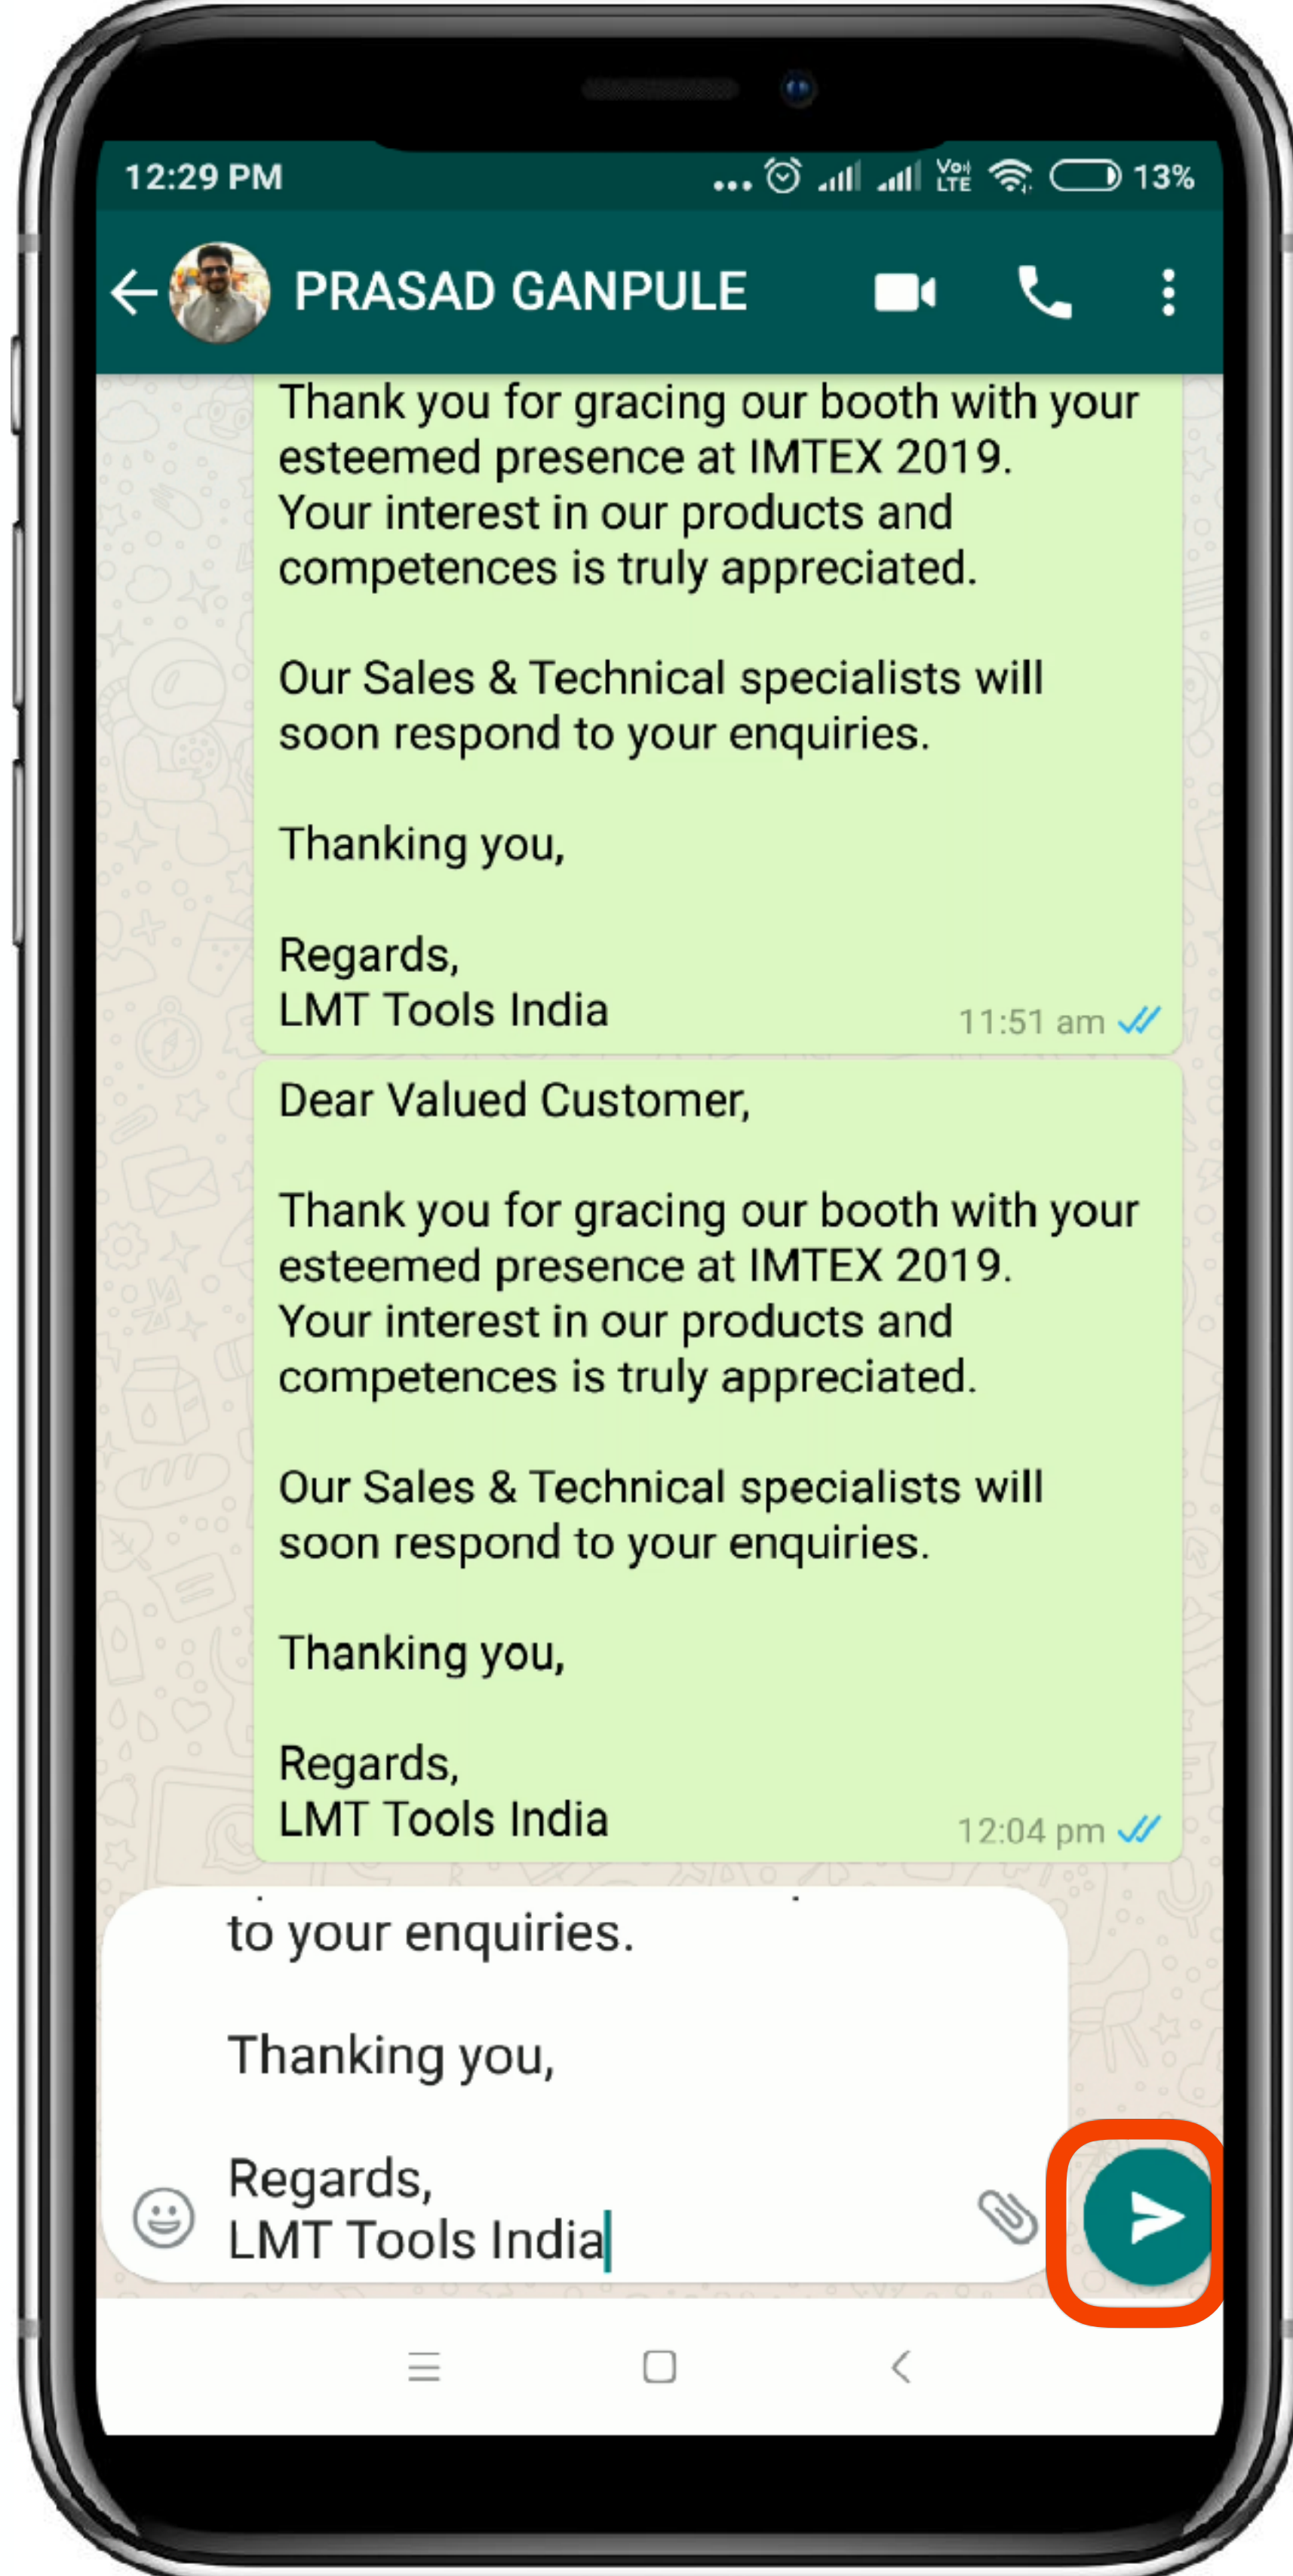 12:29 PM
... Vo) LTE 13%
PRASAD GANPULE
Thank you for gracing our booth with your
esteemed presence at IMTEX 2019.
Your interest in our products and
competences is truly appreciated.
Our Sales & Technical specialists will
soon respond to your enquiries.
Thanking you,
Regards,
LMT Tools India
11:51 am
Dear Valued Customer,
Thank you for gracing our booth with your
esteemed presence at IMTEX 2019.
Your interest in our products and
competences is truly appreciated.
Our Sales & Technical specialists will
soon respond to your enquiries.
Thanking you,
Regards,
LMT Tools India
12:04 pm
to your enquiries.
Thanking you,
Regards,
LMT Tools India